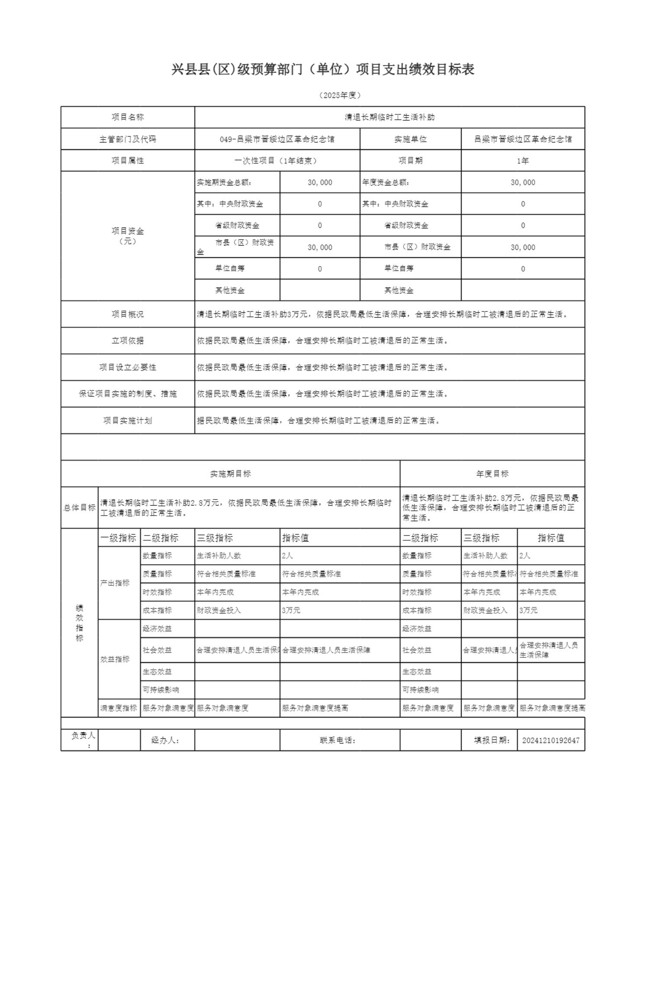 兴县县(区)级预算部门（单位）项目支出绩效目标表
（2025年度）
项目名称 清退长期临时工生活补助
主管部门及代码 049-吕梁市晋绥边区革命纪念馆 实施单位 吕梁市晋绥边区革命纪念馆
项目属性 一次性项目（1年结束） 项目期 1年
项目资金
（元）
实施期资金总额： 30,000 年度资金总额： 30,000
其中：中央财政资金 0 其中：中央财政资金 0
省级财政资金 0 省级财政资金 0
市县（区）财政资
金 30,000 市县（区）财政资金 30,000
单位自筹 0 单位自筹 0
其他资金 其他资金
项目概况 清退长期临时工生活补助3万元，依据民政局最低生活保障，合理安排长期临时工被清退后的正常生活。
立项依据 依据民政局最低生活保障，合理安排长期临时工被清退后的正常生活。
项目设立必要性 依据民政局最低生活保障，合理安排长期临时工被清退后的正常生活。
保证项目实施的制度、措施 依据民政局最低生活保障，合理安排长期临时工被清退后的正常生活。
项目实施计划 据民政局最低生活保障，合理安排长期临时工被清退后的正常生活。
实施期目标 年度目标
总体目标
清退长期临时工生活补助2.8万元，依据民政局最低生活保障，合理安排长期临时
工被清退后的正常生活。
清退长期临时工生活补助2.8万元，依据民政局最
低生活保障，合理安排长期临时工被清退后的正
常生活。
绩
效
指
标
一级指标 二级指标 三级指标 指标值 二级指标 三级指标 指标值
产出指标
数量指标 生活补助人数 2人 数量指标 生活补助人数 2人
质量指标 符合相关质量标准 符合相关质量标准 质量指标 符合相关质量标 符合相关质量标准
时效指标 本年内完成 本年内完成 时效指标 本年内完成 本年内完成
成本指标 财政资金投入 3万元 成本指标 财政资金投入 3万元
效益指标
经济效益 经济效益
社会效益 合理安排清退人员生活保 合理安排清退人员生活保障 社会效益 合理安排清退人 合理安排清退人员
生活保障
生态效益 生态效益
可持续影响 可持续影响
满意度指标 服务对象满意度 服务对象满意度 服务对象满意度提高 服务对象满意度 服务对象满意度 服务对象满意度提高
负责人
： 经办人： 联系电话： 填报日期： 20241210192647